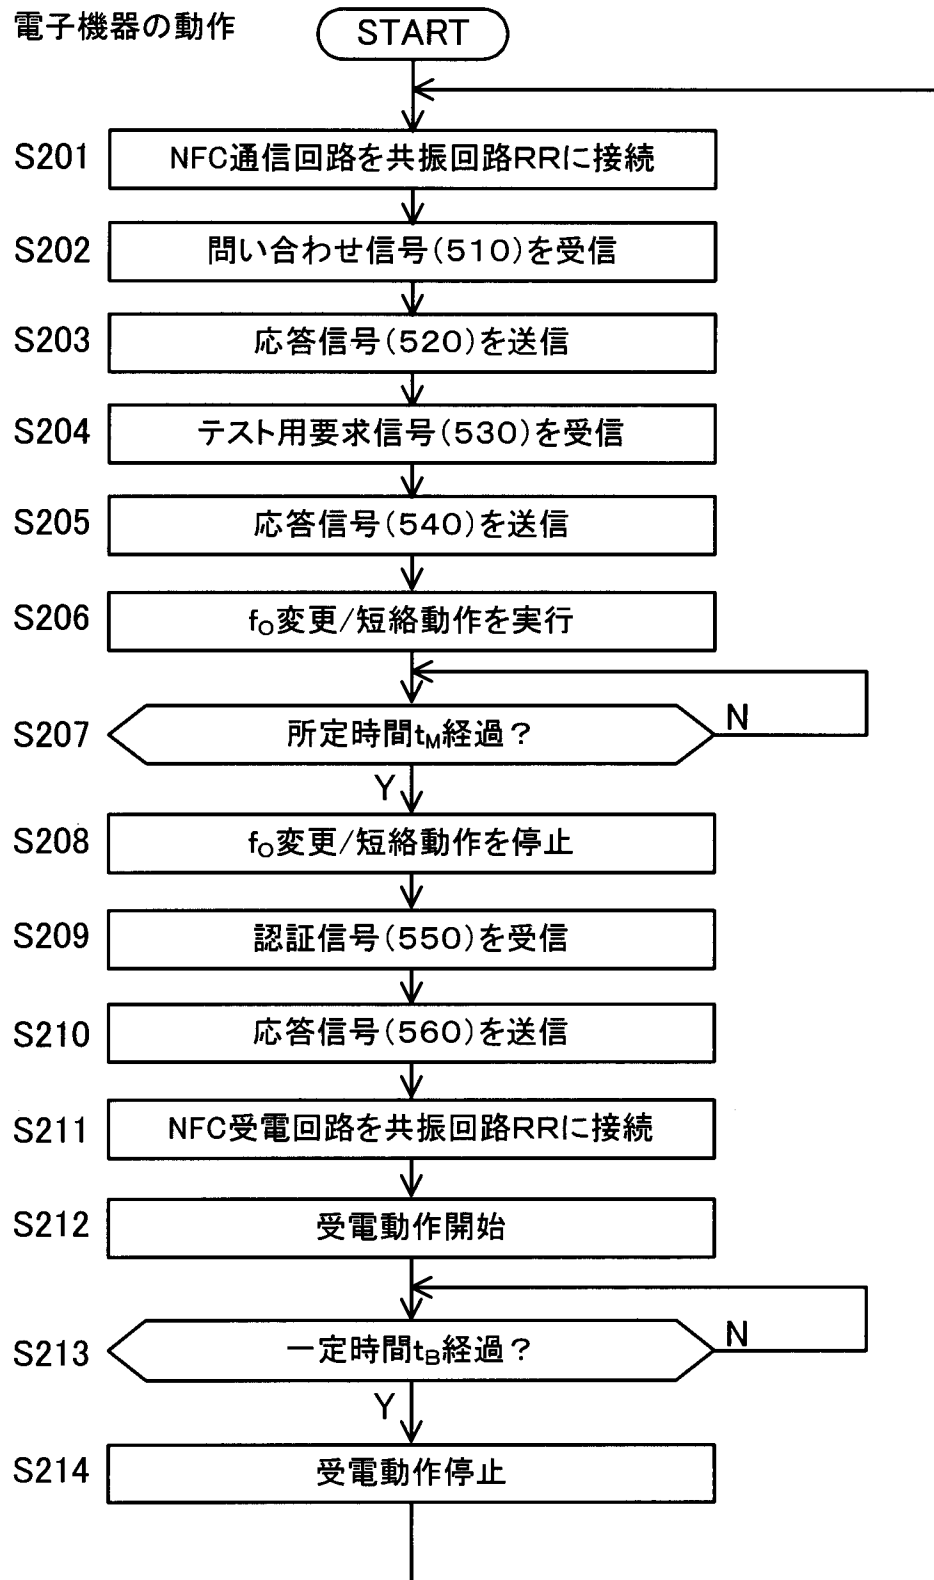 電子機器の動作
START
S201 NFC通信回路を共振回路RRに接続
S202 問い合わせ信号(510)を受信
S203 応答信号(520)を送信
S204 テスト用要求信号(530)を受信
S205 応答信号(540)を送信
S206 fO変更/短絡動作を実行
S207 所定時間tM経過? N
Y
S208 fO変更/短絡動作を停止
S209 認証信号(550)を受信
S210 応答信号(560)を送信
S211 NFC受電回路を共振回路RRに接続
S212 受電動作開始
S213 一定時間tB経過? N
Y
S214 受電動作停止